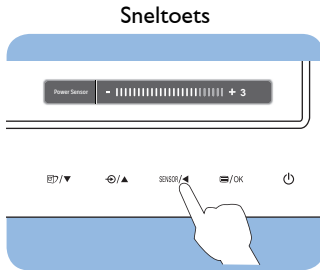 Sneltoets
Power Sensor - + 3
/▼ /▲ SENSOR/◄ /OK